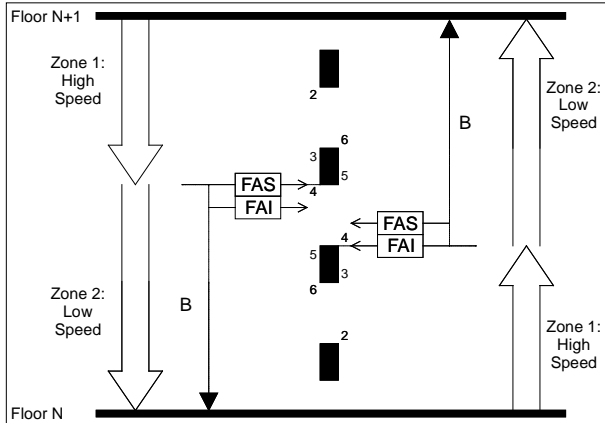 Floor N+1
Zone 1:
High
Speed
2
6
3
5
4
FAS
FAI
B
Zone 2:
Low
Speed
B
FAS
FAI
4
5
3
6
2
Zone 2:
Low
Speed
Zone 1:
High
Speed
Floor N